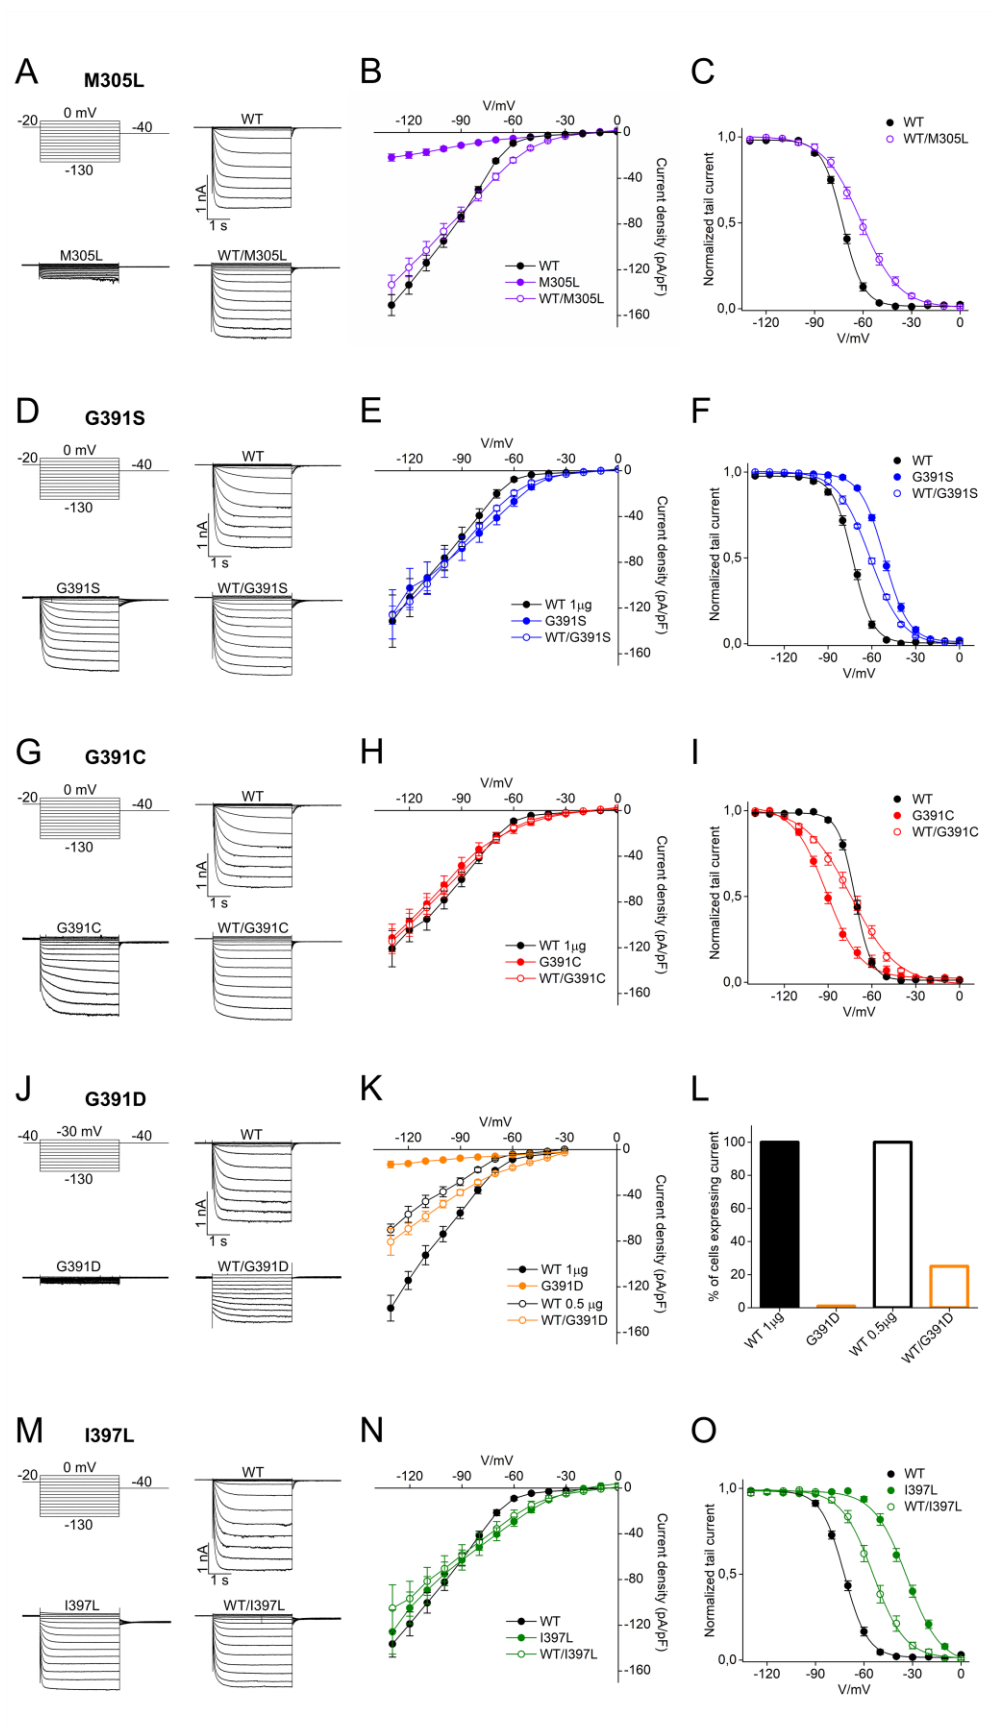 A
M305L
0 mV
-20
-40
-130
WT
1 nA
1 s
M305L
WT/M305L
B
V/mV
-120
-90
-60
-30
0
0
-40
-80
-120
-160
Current density (pA/pF)
WT
M305L
WT/M305L
C
WT
WT/M305L
Normalized tail current
1,0
0,5
0,0
-120
-90
-60
-30
0
V/mV
D
G391S
0 mV
-20
-40
-130
WT
1 nA
1 s
G391S
WT/G391S
E
V/mV
-120
-90
-60
-30
0
0
-40
-80
-120
-160
Current density (pA/pF)
WT 1µg
G391S
WT/G391S
F
WT
G391S
WT/G391S
Normalized tail current
1,0
0,5
0,0
-120
-90
-60
-30
0
V/mV
G
G391C
0 mV
-20
-40
-130
WT
1 nA
1 s
G391C
WT/G391C
H
V/mV
-120
-90
-60
-30
0
0
-40
-80
-120
-160
Current density (pA/pF)
WT 1µg
G391C
WT/G391C
I
WT
G391C
WT/G391C
Normalized tail current
1,0
0,5
0,0
-120
-90
-60
-30
0
V/mV
J
G391D
-30 mV
-40
-40
-130
WT
1 nA
1 s
G391D
WT/G391D
K
V/mV
-120
-90
-60
-30
0
0
-40
-80
-120
-160
Current density (pA/pF)
WT 1µg
G391D
WT 0.5 µg
WT/G391D
L
% of cells expressing current
100
80
60
40
20
0
WT 1µg
G391D
WT 0.5µg
WT/G391D
M
I397L
0 mV
-20
-40
-130
WT
1 nA
1 s
I397L
WT/I397L
N
V/mV
-120
-90
-60
-30
0
0
-40
-80
-120
-160
Current density (pA/pF)
WT
I397L
WT/I397L
O
WT
I397L
WT/I397L
Normalized tail current
1,0
0,5
0,0
-120
-90
-60
-30
0
V/mV